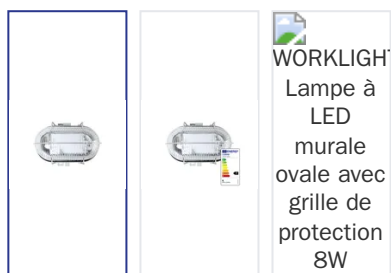 WORKLIGHT
Lampe à
LED
murale
ovale avec
grille de
protection
8W